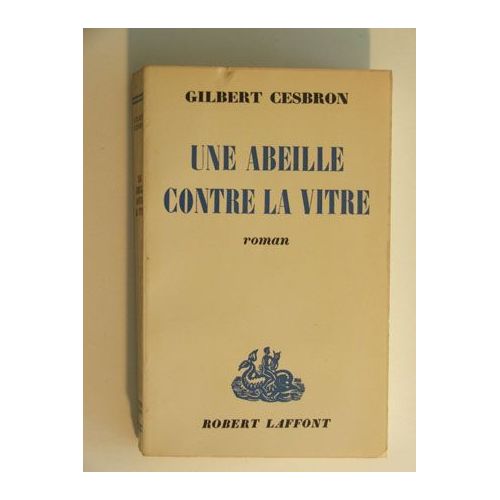 GILBERT CESBRON
UNE ABEILLE
CONTRE LA VITRE
roman
ROBERT LAFFONT